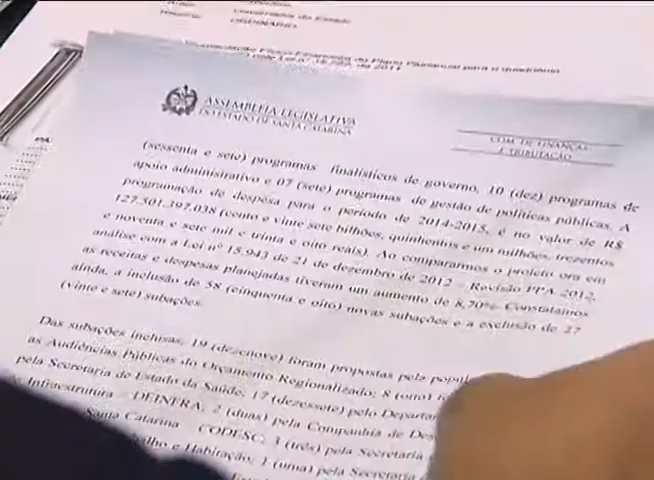 ORDINÁRIO
ASSEMBLEIA LEGISLATIVA
DO ESTADO DE SANTA CATARINA
COM. DE FINANÇAS
E TRIBUTAÇÃO
(sessenta e sete) programas finalísticos de governo, 10 (dez) programas de
apoio administrativo e 07 (sete) programas de gestão de políticas públicas. A
programação de despesa para o período de 2014-2015, é no valor de R$
127.501.397.038 (cento e vinte sete bilhões, quinhentos e um milhões, trezentos
e noventa e sete mil e trinta e oito reais). Ao compararmos o projeto ora em
análise com a Lei nº 15.943 de 21 de dezembro de 2012 – Revisão PPA 2012,
as receitas e despesas planejadas tiveram um aumento de 8,70%. Constatamos
ainda, a inclusão de 58 (cinquenta e oito) novas subações e a exclusão de 27
(vinte e sete) subações.
Das subações inclusas: 19 (dezenove) foram propostas pela
as Audiências Públicas do Orçamento Regionalizado; 8 (oito)
pela Secretaria de Estado da Saúde; 17 (dezessete) pelo
Infraestrutura – DEINFRA, 2 (duas) pela Companhia de
Santa Catarina – CODESC; 3 (três) pela Secretaria
e Habitação; 1 (uma) pela Secretaria